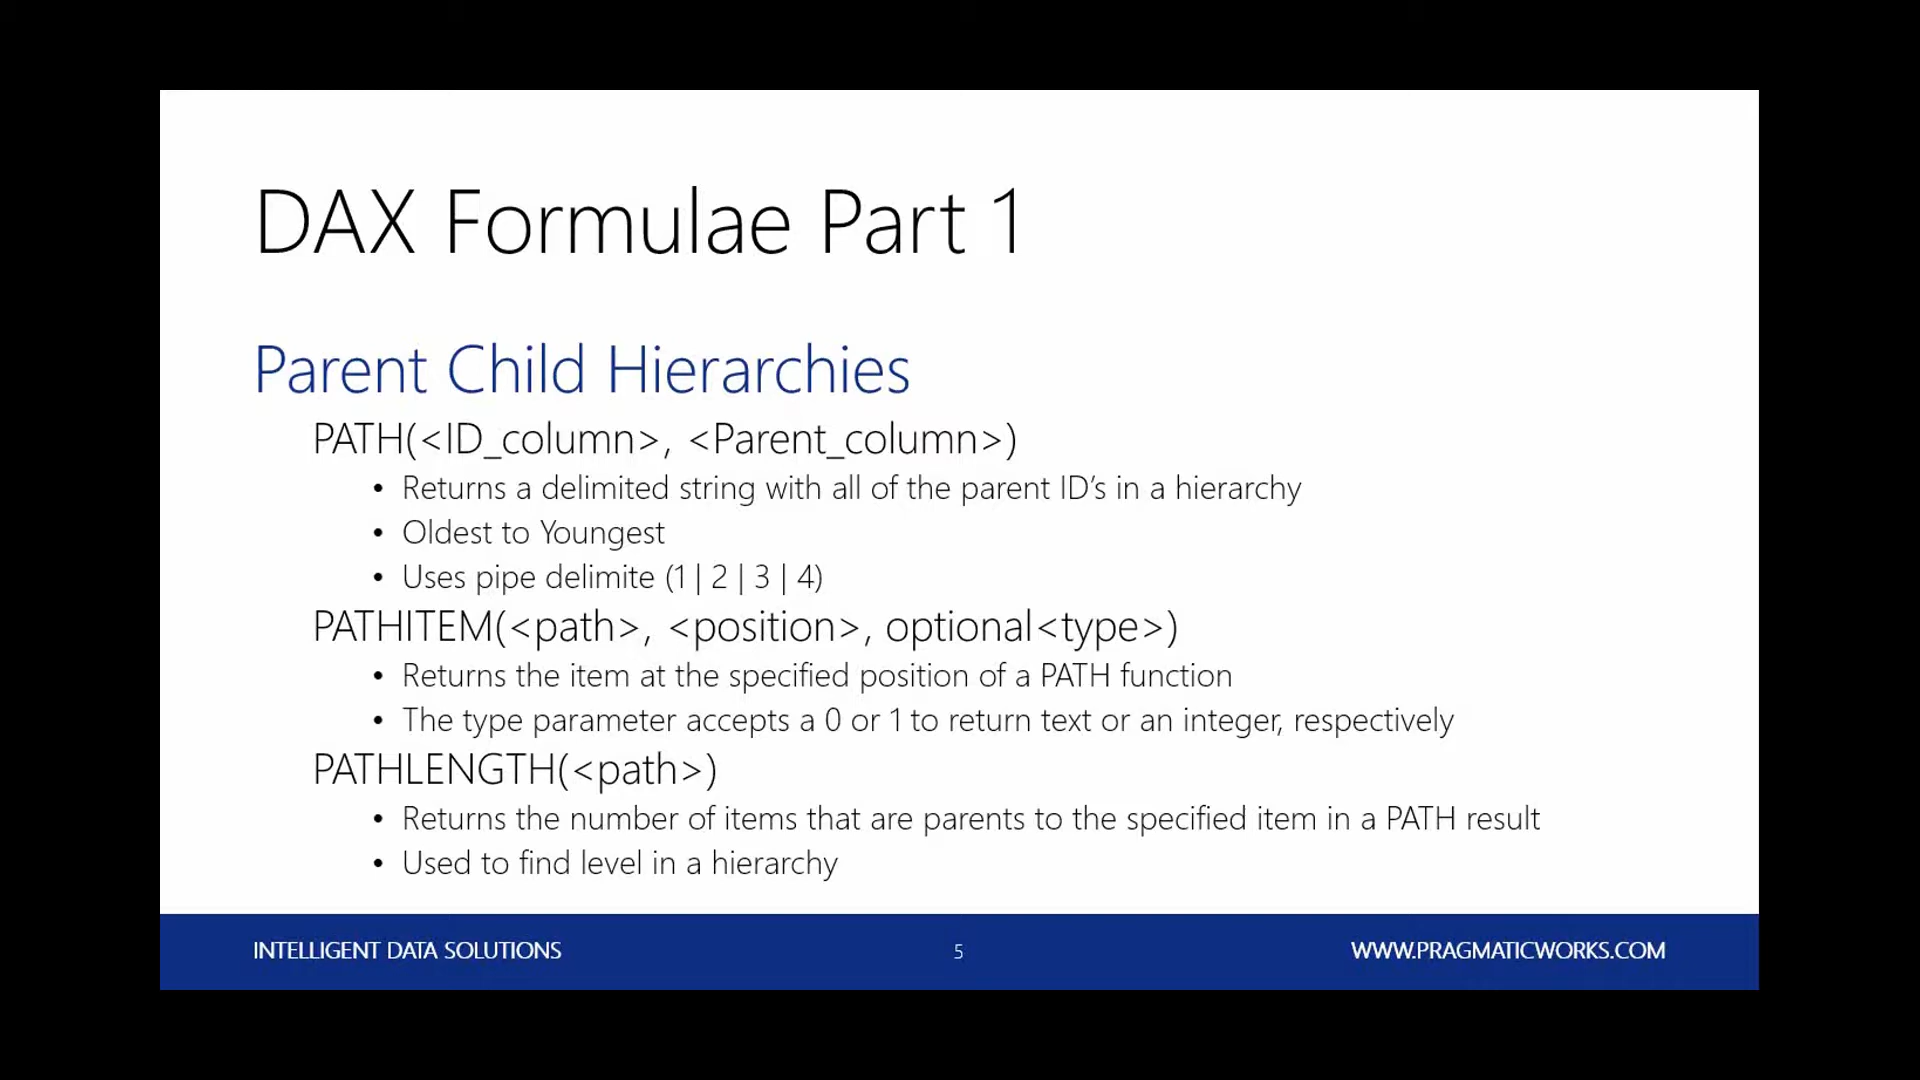 DAX Formulae Part 1
Parent Child Hierarchies
PATH(<ID_column>, <Parent_column>)
• Returns a delimited string with all of the parent ID’s in a hierarchy
• Oldest to Youngest
• Uses pipe delimite (1 | 2 | 3 | 4)
PATHITEM(<path>, <position>, optional<type>)
• Returns the item at the specified position of a PATH function
• The type parameter accepts a 0 or 1 to return text or an integer, respectively
PATHLENGTH(<path>)
• Returns the number of items that are parents to the specified item in a PATH result
• Used to find level in a hierarchy
INTELLIGENT DATA SOLUTIONS
5
WWW.PRAGMATICWORKS.COM